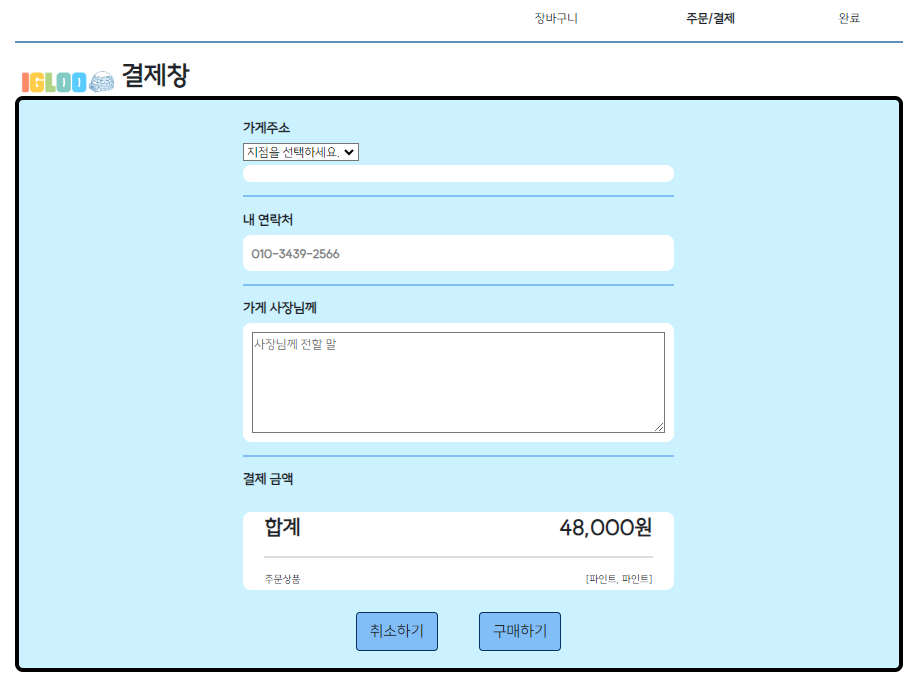 장바구니 주문/결제 완료
IGLOO 결제창
가게주소
지점을 선택하세요.
내 연락처
010-3439-2566
가게 사장님께
사장님께 전할 말
결제 금액
합계 48,000원
주문상품 [파인트, 파인트]
취소하기 구매하기